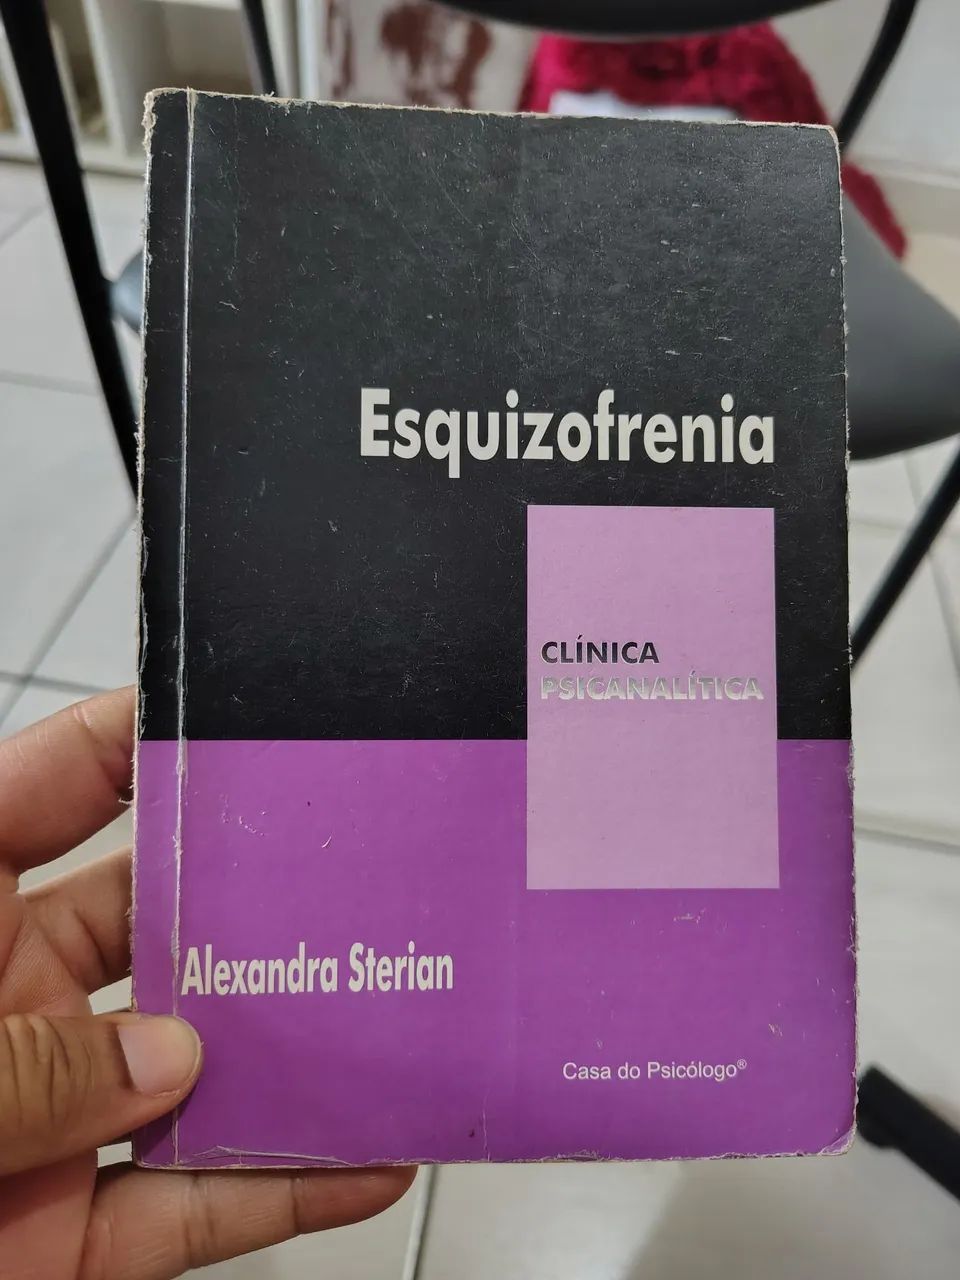 Esquizofrenia
CLÍNICA
PSICANALÍTICA
Alexandra Sterian
Casa do Psicólogo®